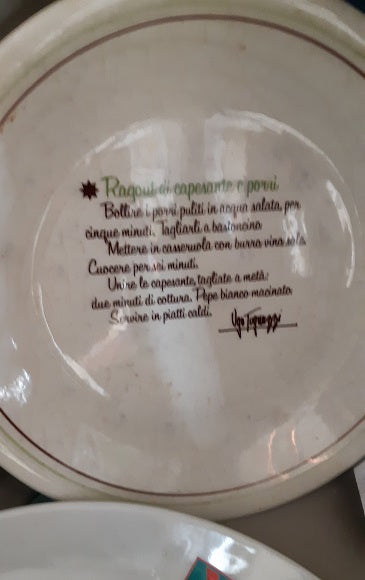 Ragout di capesante e porri
Bollire i porri puliti in acqua salata per
cinque minuti. Tagliarli a bastoncino.
Mettere in casseruola con burro vino sale.
Cuocere per sei minuti.
Unire le capesante, tagliate a metà:
due minuti di cottura. Pepe bianco macinato.
Servire in piatti caldi.
Ugo Tognazzi